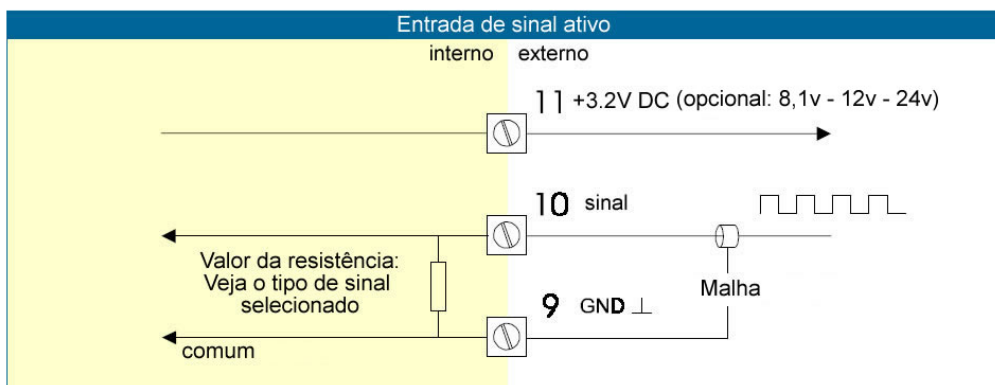 Entrada de sinal ativo
interno externo
11 +3.2V DC (opcional: 8,1v - 12v - 24v)
10 sinal
Valor da resistência:
Veja o tipo de sinal
selecionado
Malha
9 GND
comum